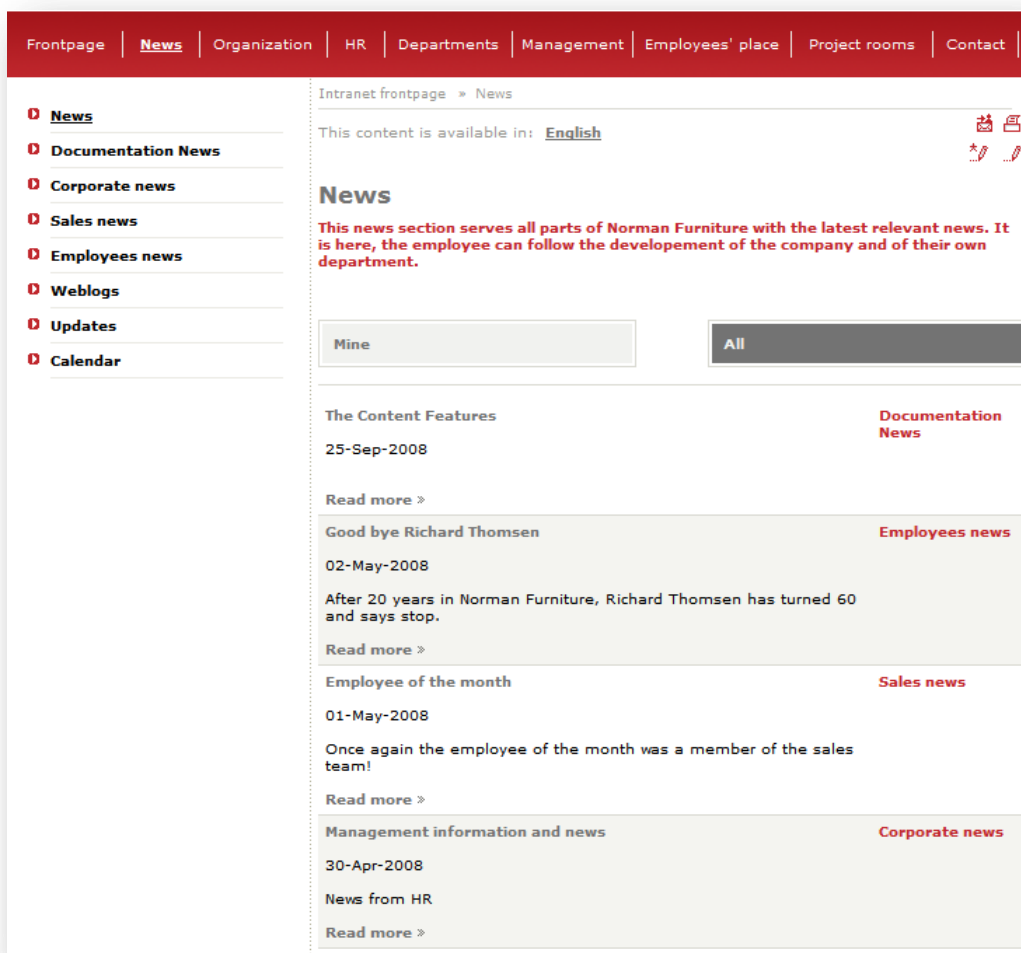 Frontpage News Organization HR Departments Management Employees' place Project rooms Contact
News
Documentation News
Corporate news
Sales news
Employees news
Weblogs
Updates
Calendar
Intranet frontpage » News
This content is available in: English
News
This news section serves all parts of Norman Furniture with the latest relevant news. It
is here, the employee can follow the developement of the company and of their own
department.
Mine
All
The Content Features
Documentation
News
25-Sep-2008
Read more »
Good bye Richard Thomsen
Employees news
02-May-2008
After 20 years in Norman Furniture, Richard Thomsen has turned 60
and says stop.
Read more »
Employee of the month
Sales news
01-May-2008
Once again the employee of the month was a member of the sales
team!
Read more »
Management information and news
Corporate news
30-Apr-2008
News from HR
Read more »